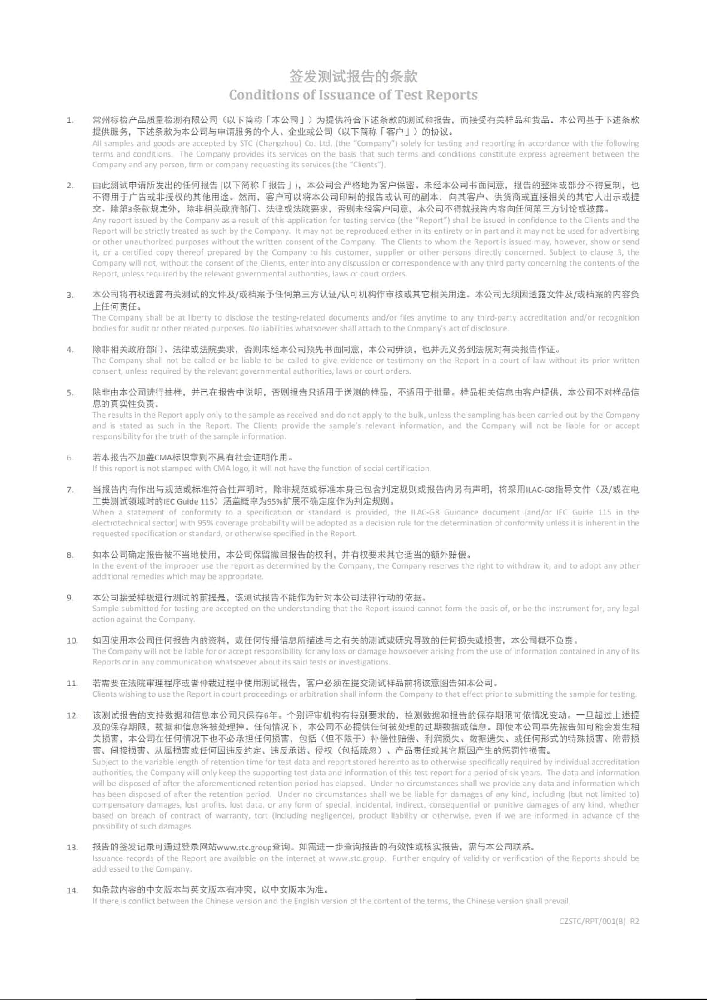 签发测试报告的条款
Conditions of Issuance of Test Reports
1. 常州标检产品质量检测有限公司（以下简称「本公司」）为提供符合下述条款的测试和报告，而接受有关样品和货品。本公司基于下述条款
提供服务，下述条款为本公司与申请服务的个人、企业或公司（以下简称「客户」）的协议。
All samples and goods are accepted by STC (Changzhou) Co. Ltd. (the “Company”) solely for testing and reporting in accordance with the following
terms and conditions. The Company provides its services on the basis that such terms and conditions constitute express agreement between the
Company and any person, firm or company requesting its services (the “Clients”).
2. 由此测试申请所发出的任何报告 (以下简称「报告」)，本公司会严格地为客户保密。未经本公司书面同意，报告的整体或部分不得复制，也
不得用于广告或非授权的其他用途。然而，客户可以将本公司印制的报告或认可的副本，向其客户、供货商或直接相关的其它人出示或提
交。除第3条款规定外，除非相关政府部门、法律或法院要求，否则未经客户同意，本公司不得就报告内容向任何第三方讨论或披露。
Any report issued by the Company as a result of this application for testing service (the “Report”) shall be issued in confidence to the Clients and the
Report will be strictly treated as such by the Company. It may not be reproduced either in its entirety or in part and it may not be used for advertising
or other unauthorized purposes without the written consent of the Company. The Clients to whom the Report is issued may, however, show or send
it, or a certified copy thereof prepared by the Company to his customer, supplier or other persons directly concerned. Subject to clause 3, the
Company will not, without the consent of the Clients, enter into any discussion or correspondence with any third party concerning the contents of the
Report, unless required by the relevant governmental authorities, laws or court orders.
3. 本公司将有权透露有关测试的文件及/或档案予任何第三方认证/认可机构作审核或其它相关用途。本公司无须因透露文件及/或档案的内容负
上任何责任。
The Company shall be at liberty to disclose the testing-related documents and/or files anytime to any third-party accreditation and/or recognition
bodies for audit or other related purposes. No liabilities whatsoever shall attach to the Company's act of disclosure.
4. 除非相关政府部门、法律或法院要求，否则未经本公司预先书面同意，本公司毋须，也并无义务到法院对有关报告作证。
The Company shall not be called or be liable to be called to give evidence or testimony on the Report in a court of law without its prior written
consent, unless required by the relevant governmental authorities, laws or court orders.
5. 除非由本公司进行抽样，并已在报告中说明，否则报告只适用于送测的样品，不适用于批量。样品相关信息由客户提供，本公司不对样品信
息的真实性负责。
The results in the Report apply only to the sample as received and do not apply to the bulk, unless the sampling has been carried out by the Company
and is stated as such in the Report. The Clients provide the sample's relevant information, and the Company will not be liable for or accept
responsibility for the truth of the sample information.
6. 若本报告不加盖CMA标识章则不具有社会证明作用。
If this report is not stamped with CMA logo, it will not have the function of social certification.
7. 当报告内有作出与规范或标准符合性声明时，除非规范或标准本身已包含判定规则或报告内另有声明，将采用ILAC-G8指导文件（及/或在电
工类测试领域时的IEC Guide 115）涵盖概率为95%扩展不确定度作为判定规则。
When a statement of conformity to a specification or standard is provided, the ILAC-G8 Guidance document (and/or IEC Guide 115 in the
electrotechnical sector) with 95% coverage probability will be adopted as a decision rule for the determination of conformity unless it is inherent in the
requested specification or standard, or otherwise specified in the Report.
8. 如本公司确定报告被不当地使用，本公司保留撤回报告的权利，并有权要求其它适当的额外赔偿。
In the event of the improper use the report as determined by the Company, the Company reserves the right to withdraw it, and to adopt any other
additional remedies which may be appropriate.
9. 本公司接受样板进行测试的前提是，该测试报告不能作为针对本公司法律行动的依据。
Sample submitted for testing are accepted on the understanding that the Report issued cannot form the basis of, or be the instrument for, any legal
action against the Company.
10. 如因使用本公司任何报告内的资料，或任何传播信息所描述与之有关的测试或研究导致的任何损失或损害，本公司概不负责。
The Company will not be liable for or accept responsibility for any loss or damage howsoever arising from the use of information contained in any of its
Reports or in any communication whatsoever about its said tests or investigations.
11. 若需要在法院审理程序或者仲裁过程中使用测试报告，客户必须在提交测试样品前将该意图告知本公司。
Clients wishing to use the Report in court proceedings or arbitration shall inform the Company to that effect prior to submitting the sample for testing.
12. 该测试报告的支持数据和信息本公司只保存6年。个别评审机构有特别要求的，检测数据和报告的保存期限可依情况变动。一旦超过上述提
及的保存期限，数据和信息将被处理掉。任何情况下，本公司不必提供任何被处理的过期数据或信息。即使本公司事先被告知可能会发生相
关损害，本公司在任何情况下也不必承担任何损害，包括（但不限于）补偿性赔偿、利润损失、数据遗失、或任何形式的特殊损害、附带损
害、间接损害、从属损害或任何因违反约定、违反承诺、侵权（包括疏忽）、产品责任或其它原因产生的惩罚性损害。
Subject to the variable length of retention time for test data and report stored hereinto as to otherwise specifically required by individual accreditation
authorities, the Company will only keep the supporting test data and information of this test report for a period of six years. The data and information
will be disposed of after the aforementioned retention period has elapsed. Under no circumstances shall we provide any data and information which
has been disposed of after the retention period. Under no circumstances shall we be liable for damages of any kind, including (but not limited to)
compensatory damages, lost profits, lost data, or any form of special, incidental, indirect, consequential or punitive damages of any kind, whether
based on breach of contract of warranty, tort (including negligence), product liability or otherwise, even if we are informed in advance of the
possibility of such damages.
13. 报告的签发记录可通过登录网站www.stc.group查询。如需进一步查询报告的有效性或核实报告，需与本公司联系。
Issuance records of the Report are available on the internet at www.stc.group. Further enquiry of validity or verification of the Reports should be
addressed to the Company.
14. 如条款内容的中文版本与英文版本有冲突，以中文版本为准。
If there is conflict between the Chinese version and the English version of the content of the terms, the Chinese version shall prevail
CZSTC/RPT/001(B) R2